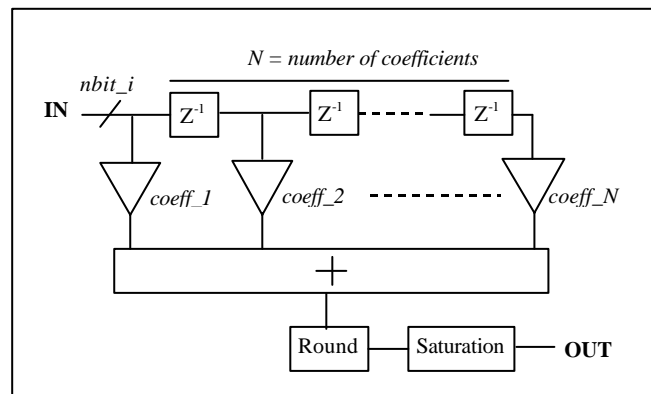 N = number of coefficients
nbit_i
IN
Z-1
Z-1
Z-1
coeff_1
coeff_2
coeff_N
+
Round
Saturation
OUT